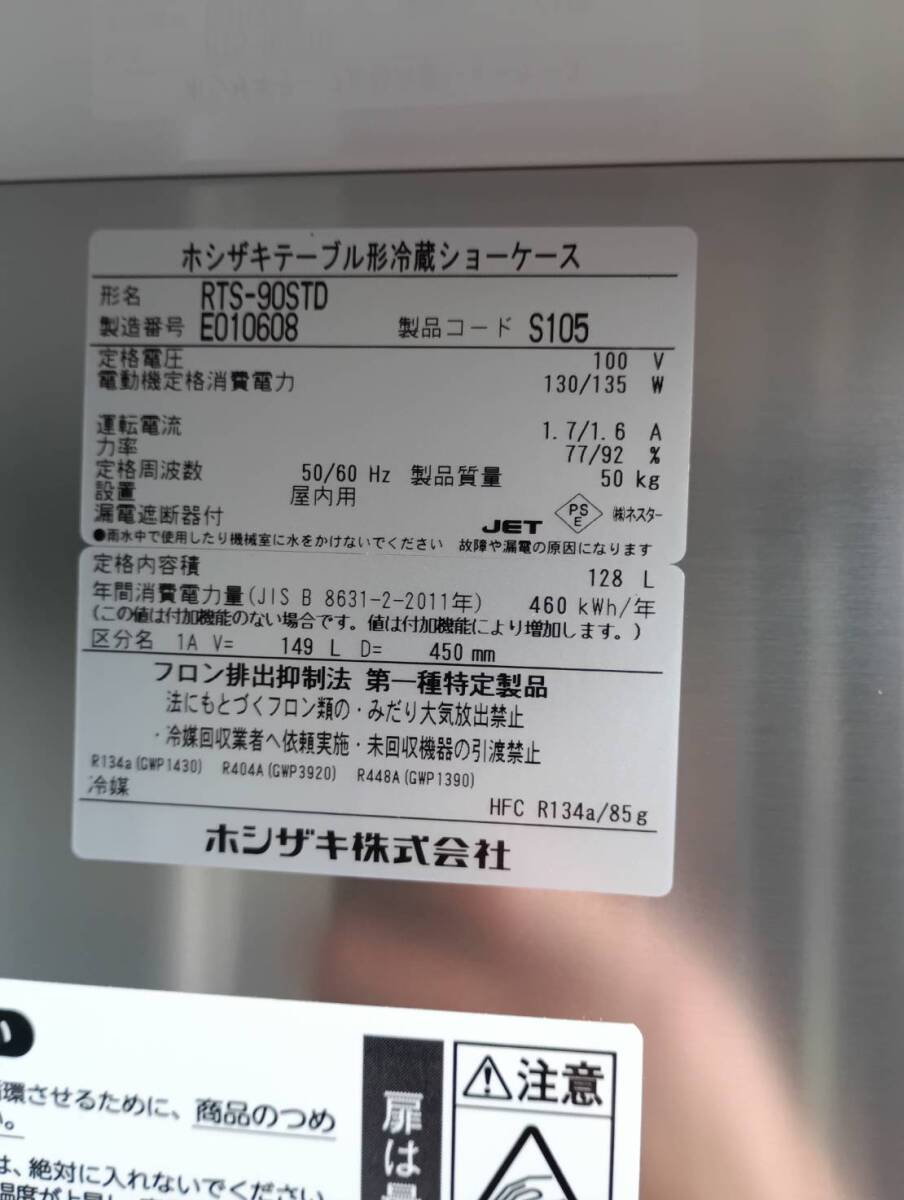 ホシザキテーブル形冷蔵ショーケース
形名 RTS-90STD
製造番号 E010608 製品コード S105
定格電圧 100 V
電動機定格消費電力 130/135 W
運転電流 1.7/1.6 A
力率 77/92 %
定格周波数 50/60 Hz 製品質量 50 kg
設置 屋内用
漏電遮断器付 JET PS E ㈱ネスター
●雨水中で使用したり機械室に水をかけないでください 故障や漏電の原因になります
定格内容積 128 L
年間消費電力量(JIS B 8631-2-2011年) 460 kWh/年
(この値は付加機能のない場合です。値は付加機能により増加します。)
区分名 1A V= 149 L D= 450 mm
フロン排出抑制法 第一種特定製品
法にもとづくフロン類の・みだり大気放出禁止
・冷媒回収業者へ依頼実施・未回収機器の引渡禁止
R134a(GWP1430) R404A(GWP3920) R448A(GWP1390)
冷媒 HFC R134a/85g
ホシザキ株式会社
い
環させるために、商品のつめ
い。
は、絶対に入れないでください
温度が上昇し
扉は
⚠注意